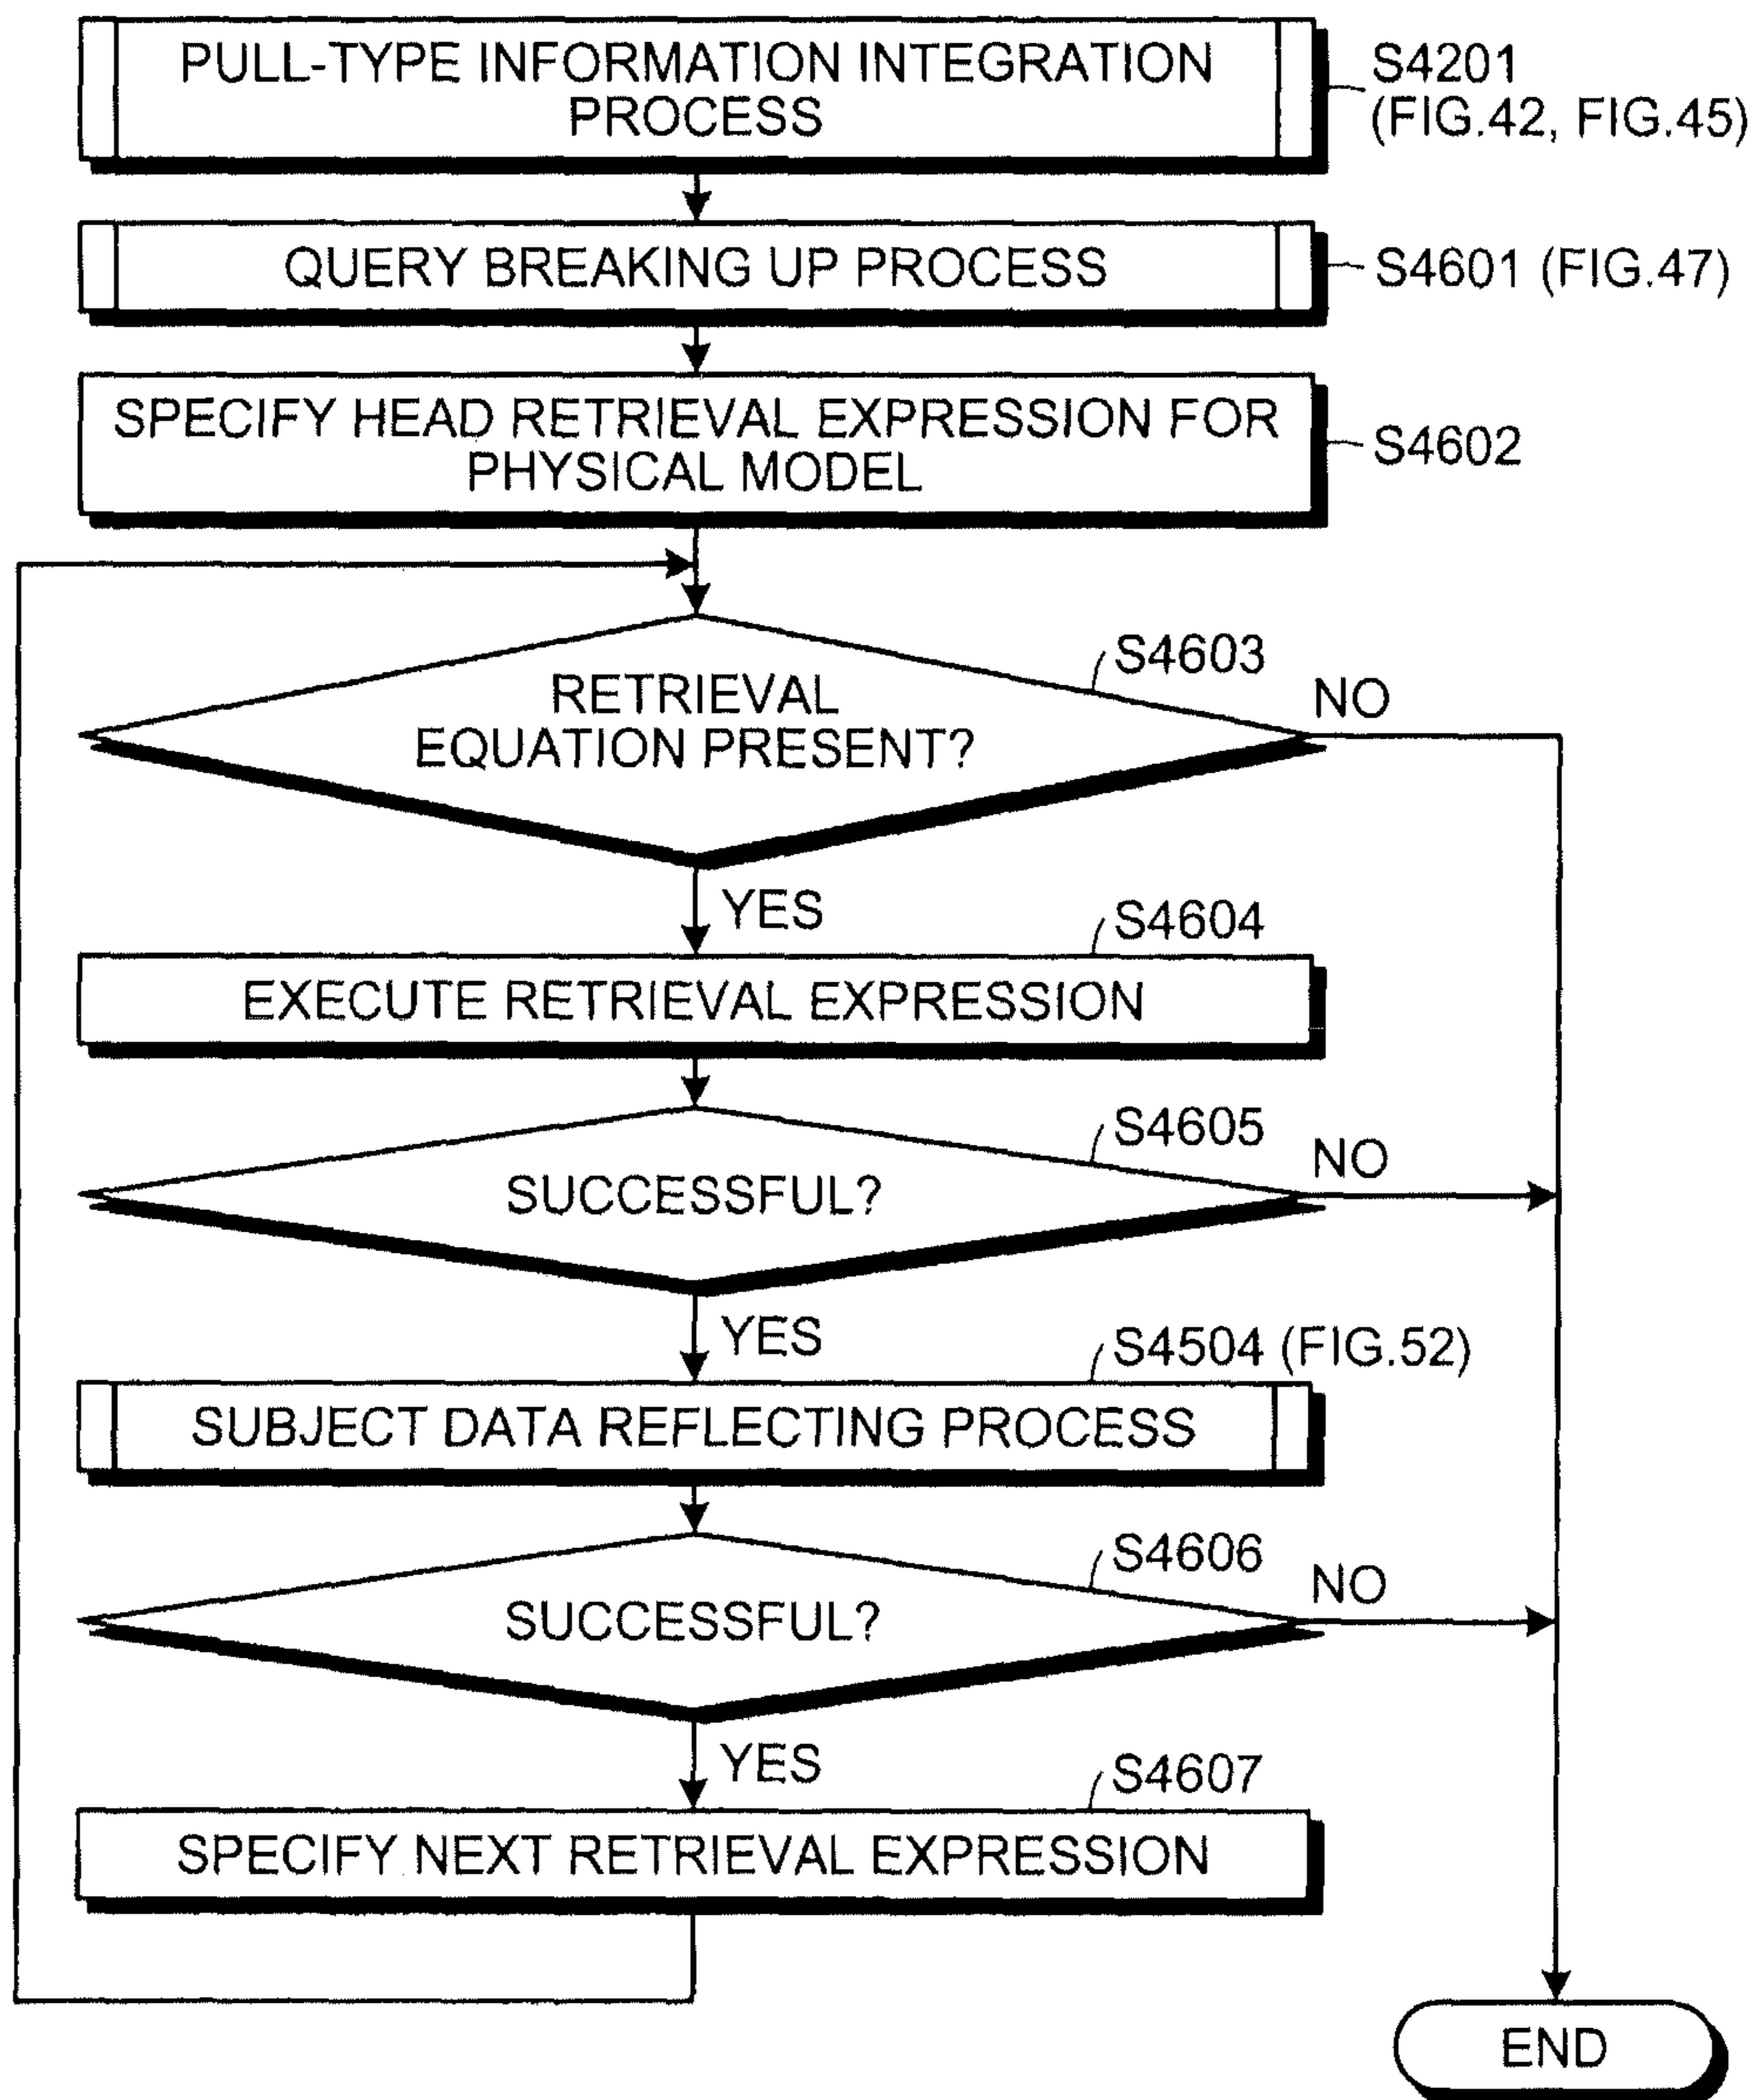 PULL-TYPE INFORMATION INTEGRATION
PROCESS
S4201
(FIG.42, FIG.45)
QUERY BREAKING UP PROCESS
S4601 (FIG.47)
SPECIFY HEAD RETRIEVAL EXPRESSION FOR
PHYSICAL MODEL
S4602
S4603
RETRIEVAL
EQUATION PRESENT?
NO
YES
S4604
EXECUTE RETRIEVAL EXPRESSION
S4605
SUCCESSFUL?
NO
YES
S4504 (FIG.52)
SUBJECT DATA REFLECTING PROCESS
S4606
SUCCESSFUL?
NO
YES
S4607
SPECIFY NEXT RETRIEVAL EXPRESSION
END